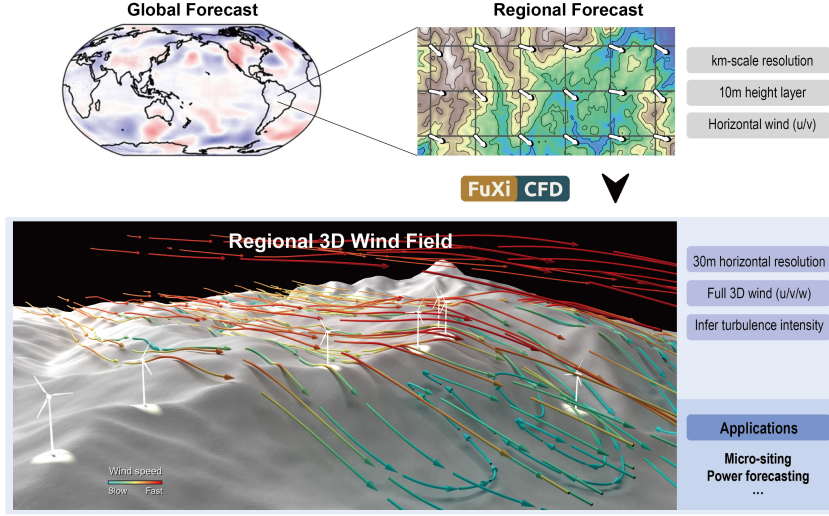 Global Forecast
Regional Forecast
km-scale resolution
10m height layer
Horizontal wind (u/v)
FuXi CFD
Regional 3D Wind Field
30m horizontal resolution
Full 3D wind (u/v/w)
Infer turbulence intensity
Wind speed
Slow Fast
Applications
Micro-siting
Power forecasting
...